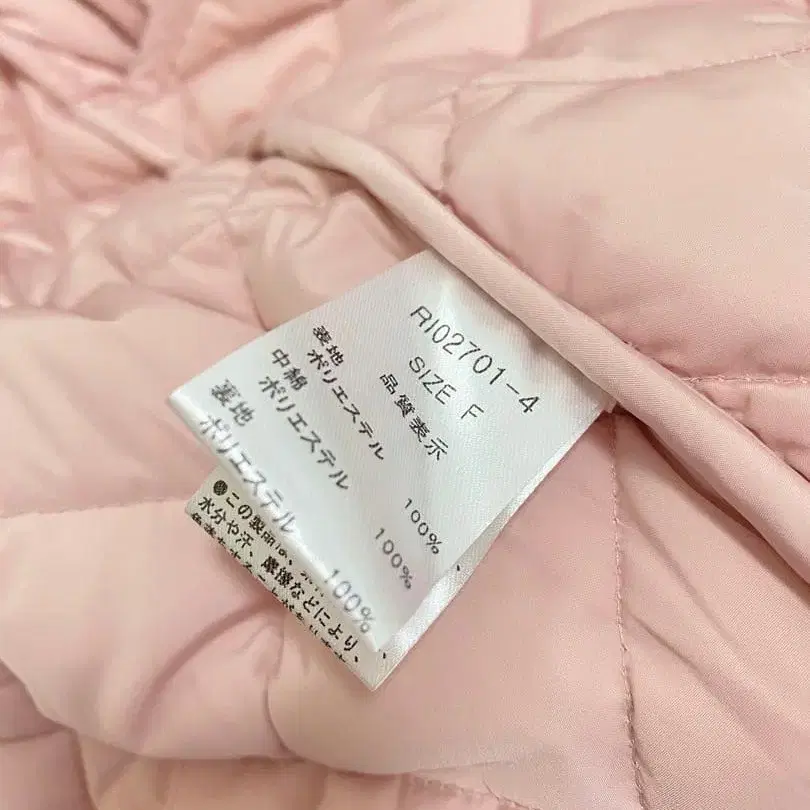 RI02701-4
SIZE F
品質表示
表地
ポリエステル 100%
中綿
ポリエステル 100%
裏地
ポリエステル 100%
この製品は、
水分や汗、摩擦などにより、